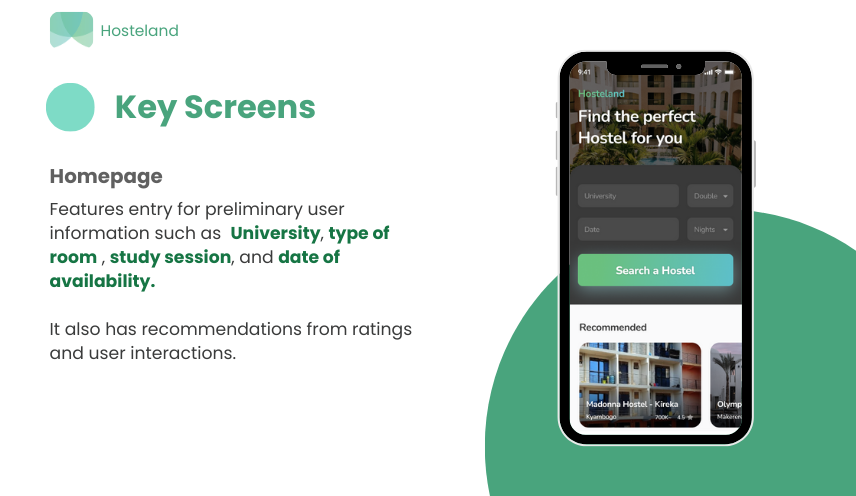 Hosteland
Key Screens
Homepage
Features entry for preliminary user
information such as University, type of
room , study session, and date of
availability.
It also has recommendations from ratings
and user interactions.
9:41
Hosteland
Find the perfect
Hostel for you
University
Double
Date
Nights
Search a Hostel
Recommended
Madonna Hostel - Kireka
Kyambogo
700K
4.5
Olymp